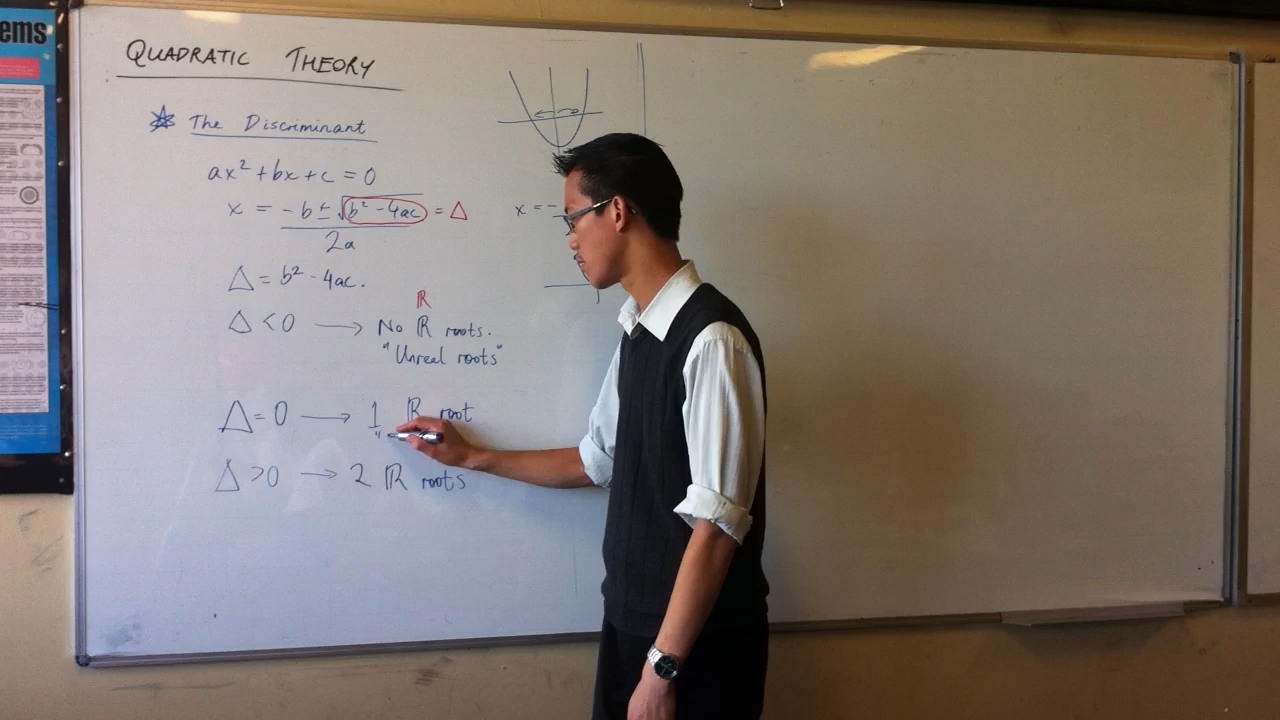 ems
QUADRATIC THEORY
The Discriminant
ax² + bx + c = 0
x = -b ± √b² - 4ac = Δ
2a
x = -
Δ = b² - 4ac.
ℝ
Δ < 0 → No ℝ roots.
"Unreal roots"
Δ = 0 → 1 ℝ root
"
Δ > 0 → 2 ℝ roots